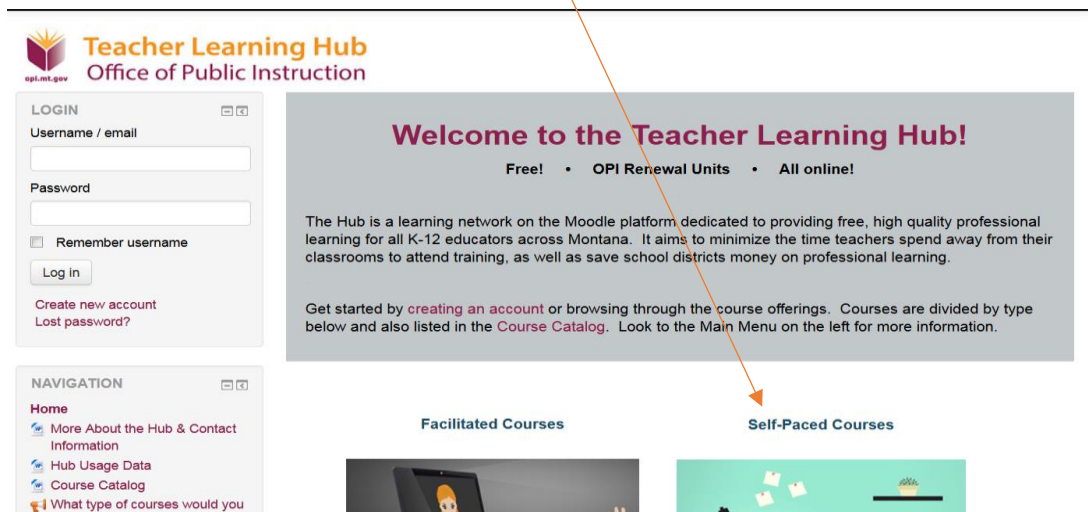 Teacher Learning Hub
opi.mt.gov
Office of Public Instruction
LOGIN
Username / email
Password
Remember username
Log in
Create new account
Lost password?
NAVIGATION
Home
More About the Hub & Contact
Information
Hub Usage Data
Course Catalog
What type of courses would you
Welcome to the Teacher Learning Hub!
Free! • OPI Renewal Units • All online!
The Hub is a learning network on the Moodle platform dedicated to providing free, high quality professional
learning for all K-12 educators across Montana. It aims to minimize the time teachers spend away from their
classrooms to attend training, as well as save school districts money on professional learning.
Get started by creating an account or browsing through the course offerings. Courses are divided by type
below and also listed in the Course Catalog. Look to the Main Menu on the left for more information.
Facilitated Courses
Self-Paced Courses